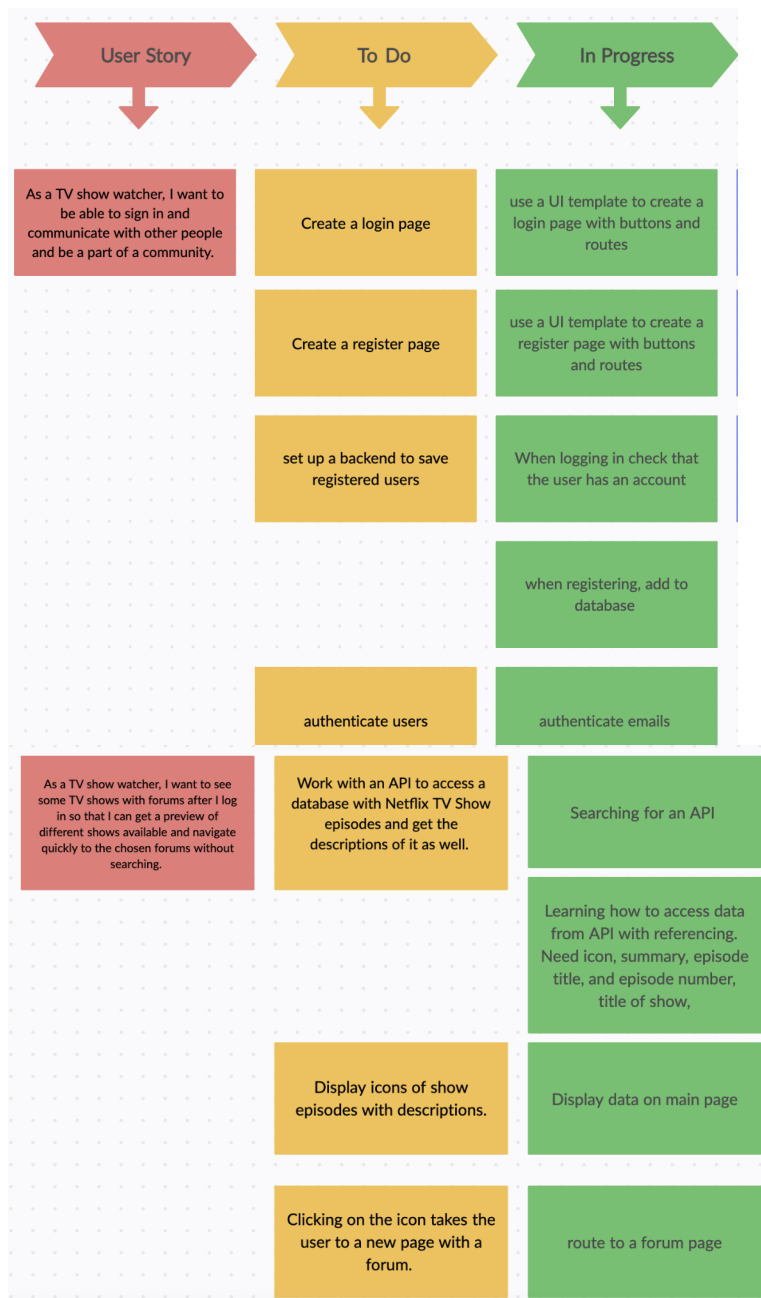 User Story
To Do
In Progress
As a TV show watcher, I want to
be able to sign in and
communicate with other people
and be a part of a community.
Create a login page
use a UI template to create a
login page with buttons and
routes
Create a register page
use a UI template to create a
register page with buttons
and routes
set up a backend to save
registered users
When logging in check that
the user has an account
when registering, add to
database
authenticate users
authenticate emails
As a TV show watcher, I want to see
some TV shows with forums after I log
in so that I can get a preview of
different shows available and navigate
quickly to the chosen forums without
searching.
Work with an API to access a
database with Netflix TV Show
episodes and get the
descriptions of it as well.
Searching for an API
Learning how to access data
from API with referencing.
Need icon, summary, episode
title, and episode number,
title of show,
Display icons of show
episodes with descriptions.
Display data on main page
Clicking on the icon takes the
user to a new page with a
forum.
route to a forum page